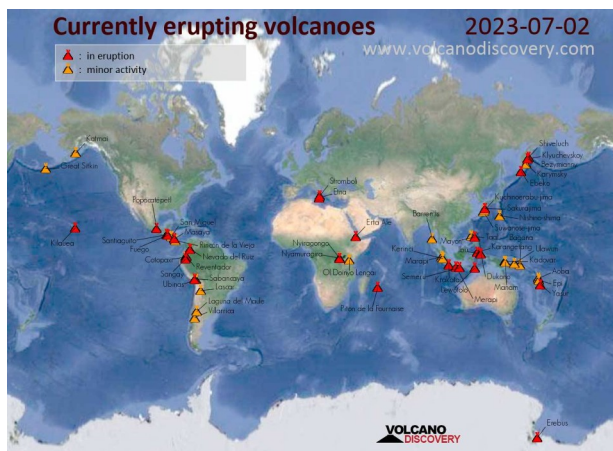 Currently erupting volcanoes
2023-07-02
www.volcanodiscovery.com
: in eruption
: minor activity
Katmai
Great Sitkin
Shiveluch
Klyuchevskoy
Bezymianny
Karymsky
Ebeko
Stromboli
Etna
Popocatépetl
San Miguel
Masaya
Kilauea
Santiaguito
Fuego
Rincón de la Vieja
Nevado del Ruiz
Cotopaxi
Reventador
Sangay
Sabancaya
Ubinas
Lascar
Laguna del Maule
Villarrica
Erta Ale
Nyiragongo
Nyamuragira
Ol Doinyo Lengai
Piton de la Fournaise
Barren Is.
Kuchinoerabu-jima
Sakurajima
Nishino-shima
Suwanose-jima
Mayon
Taal
Bulusan
Karangetang
Ulawun
Kadovar
Kerinci
Marapi
Semeru
Krakatau
Lewotolo
Merapi
Dukono
Manam
Aoba
Epi
Yasur
Erebus
VOLCANO
DISCOVERY